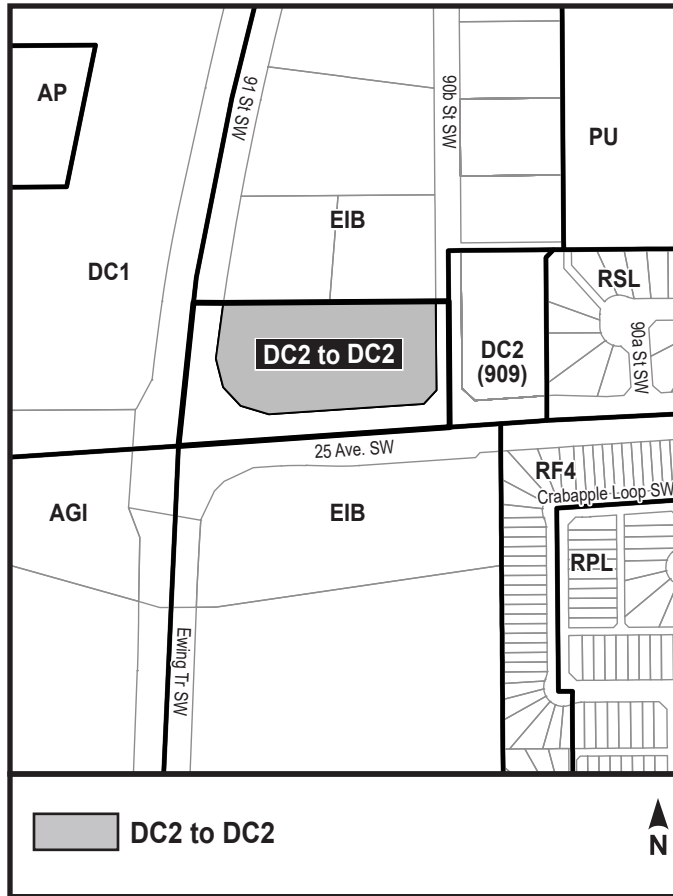 AP
91 St SW
90b St SW
PU
EIB
DC1
RSL
DC2 to DC2
DC2
(909)
90a St SW
25 Ave. SW
RF4
Crabapple Loop SW
AGI
EIB
RPL
Ewing Tr SW
DC2 to DC2
N